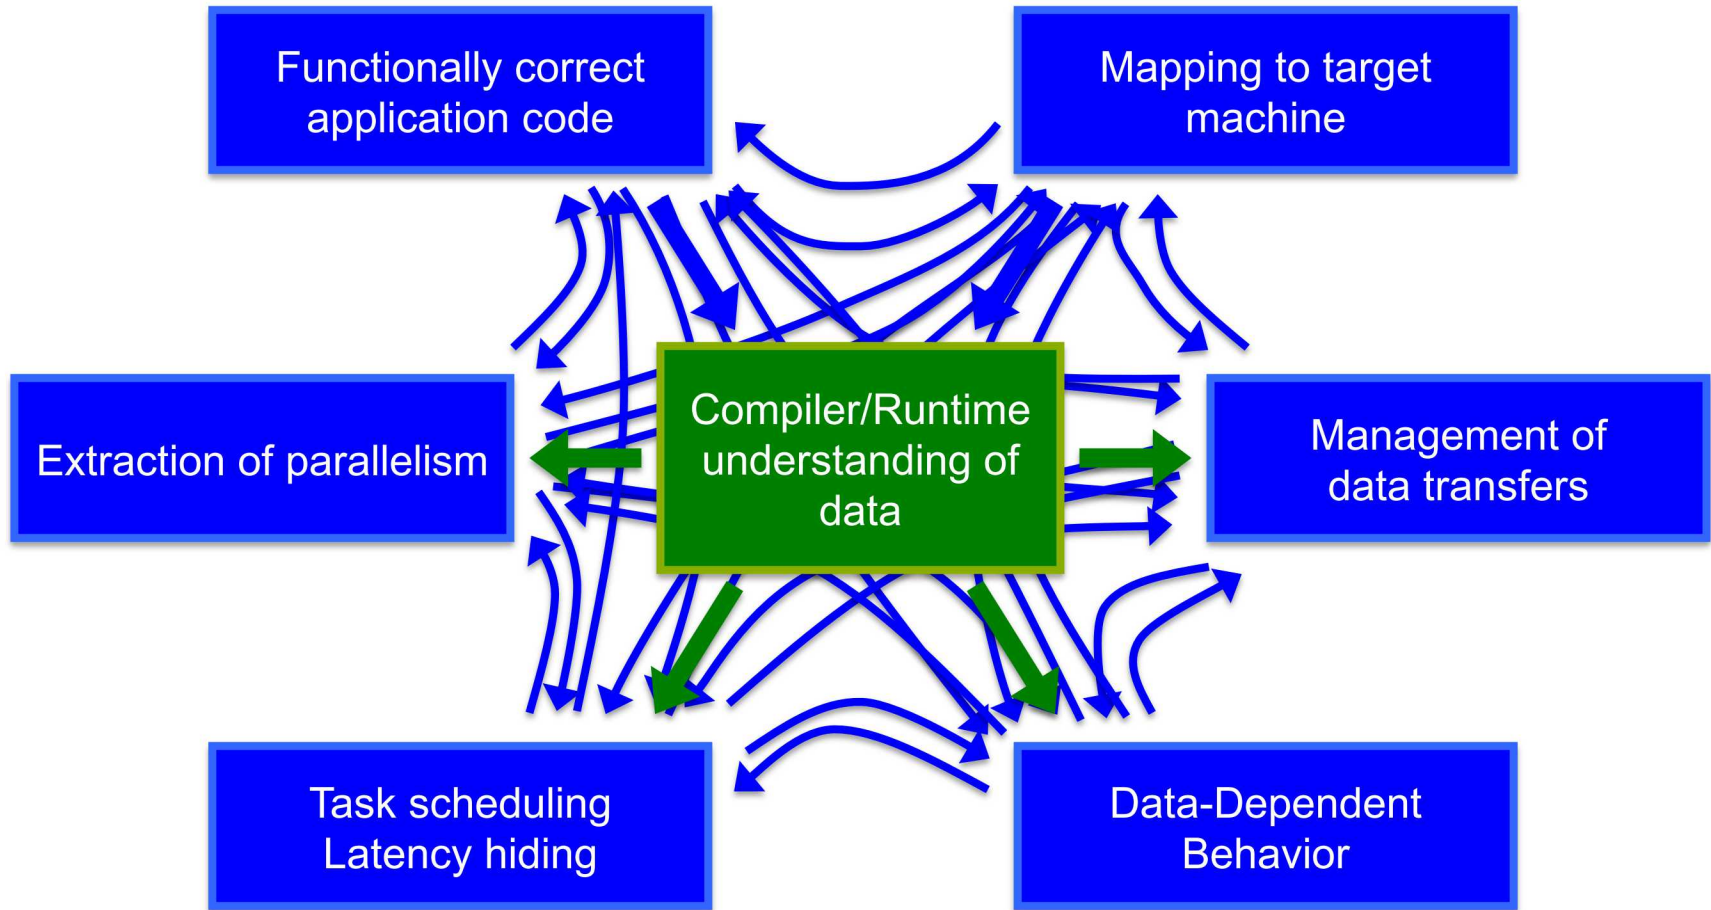 Functionally correct
application code
Mapping to target
machine
Compiler/Runtime
understanding of
data
Extraction of parallelism
Management of
data transfers
Task scheduling
Latency hiding
Data-Dependent
Behavior